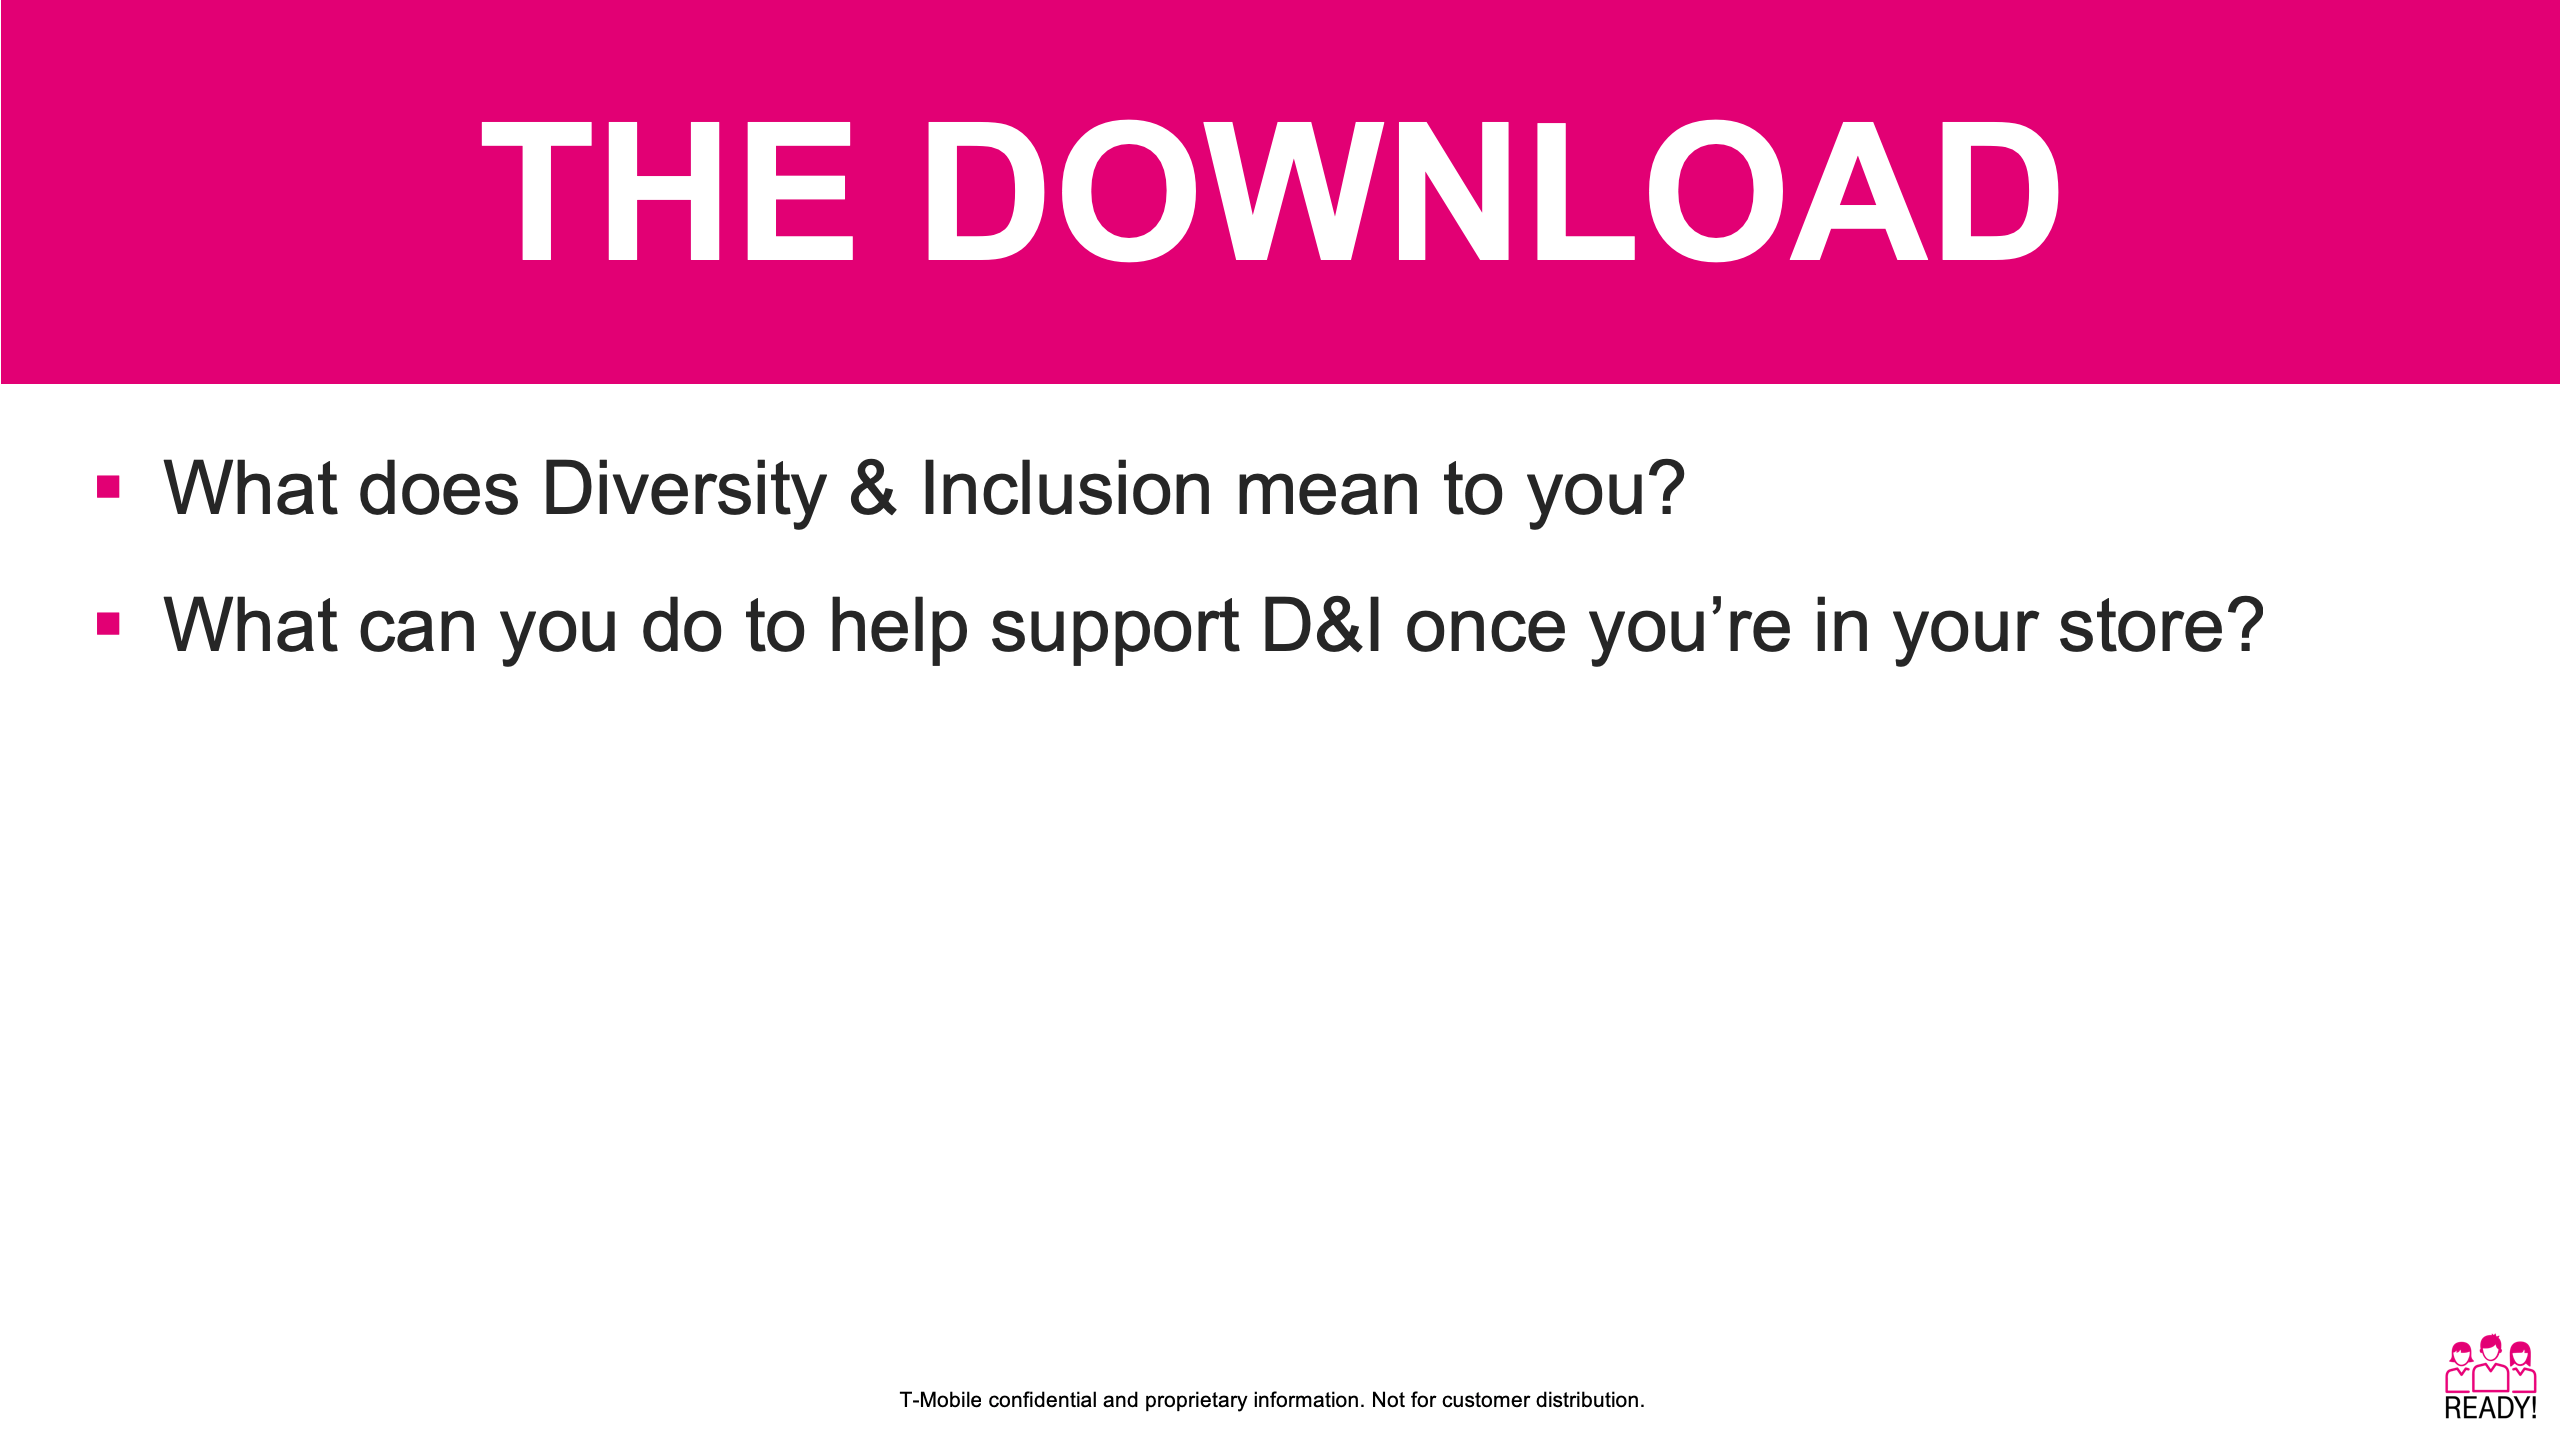 THE DOWNLOAD
What does Diversity & Inclusion mean to you?
What can you do to help support D&I once you’re in your store?
T-Mobile confidential and proprietary information. Not for customer distribution.
READY!